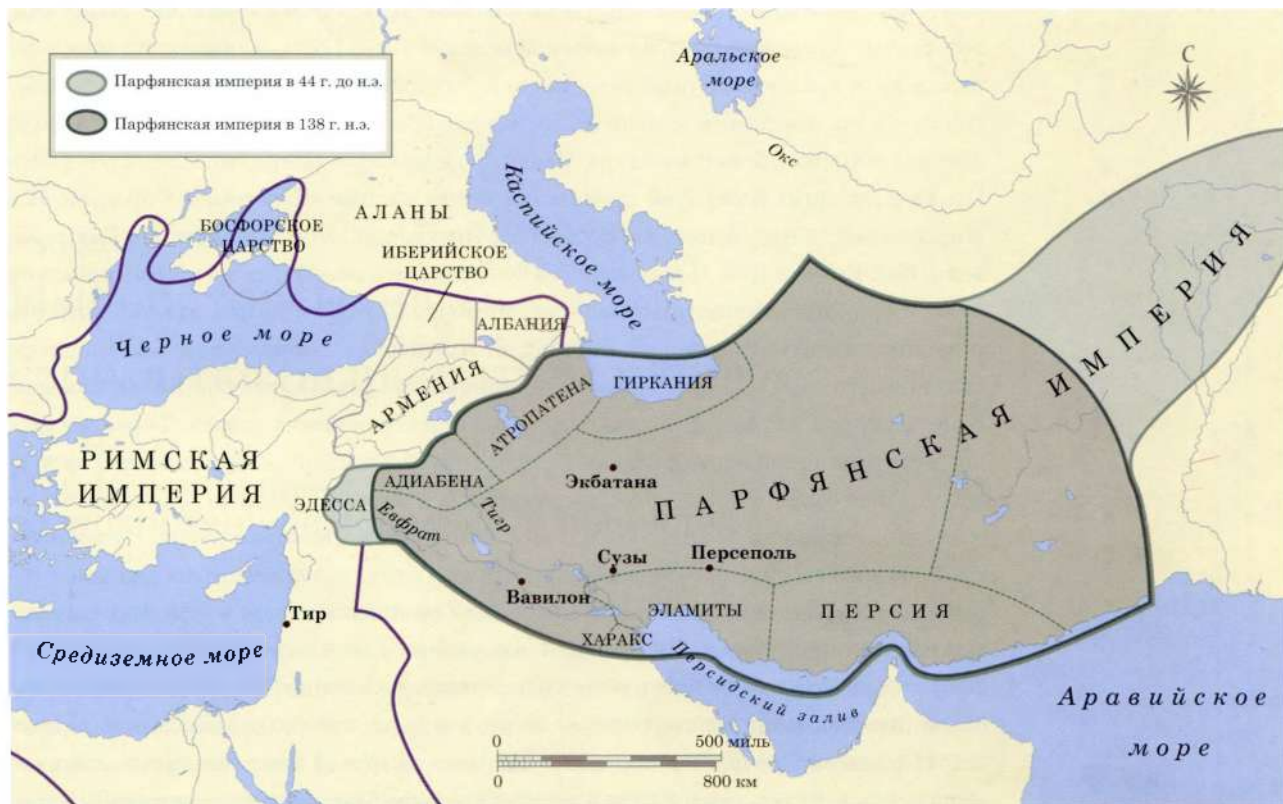 Парфянская империя в 44 г. до н.э.
Парфянская империя в 138 г. н.э.
Аральское
море
С
Окс
Каспийское море
АЛАНЫ
БОСФОРСКОЕ
ЦАРСТВО
ИБЕРИЙСКОЕ
ЦАРСТВО
АЛБАНИЯ
Черное море
АРМЕНИЯ
АТРОПАТЕНА
ГИРКАНИЯ
ПАРФЯНСКАЯ ИМПЕРИЯ
РИМСКАЯ
ИМПЕРИЯ
ЭДЕССА
АДИАБЕНА
Экбатана
Евфрат
Тигр
Сузы
Персеполь
Вавилон
ЭЛАМИТЫ
ПЕРСИЯ
Тир
ХАРАКС
Средиземное море
Персидский залив
Аравийское
море
0 500 миль
0 800 км